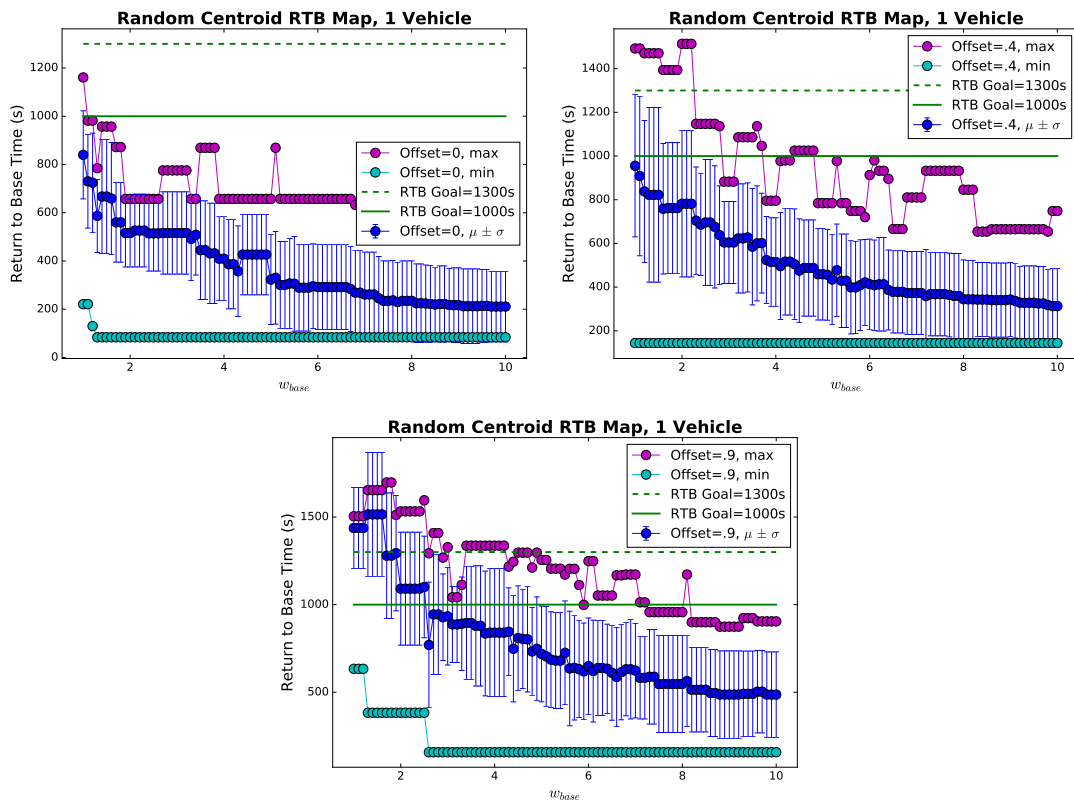 Random Centroid RTB Map, 1 Vehicle
Return to Base Time (s)
1200
1000
800
600
400
200
0
Offset=0, max
Offset=0, min
RTB Goal=1300s
RTB Goal=1000s
Offset=0, μ ± σ
2 4 6 8 10
w_base
Random Centroid RTB Map, 1 Vehicle
Return to Base Time (s)
1400
1200
1000
800
600
400
200
Offset=.4, max
Offset=.4, min
RTB Goal=1300s
RTB Goal=1000s
Offset=.4, μ ± σ
2 4 6 8 10
w_base
Random Centroid RTB Map, 1 Vehicle
Return to Base Time (s)
1500
1000
500
Offset=.9, max
Offset=.9, min
RTB Goal=1300s
RTB Goal=1000s
Offset=.9, μ ± σ
2 4 6 8 10
w_base